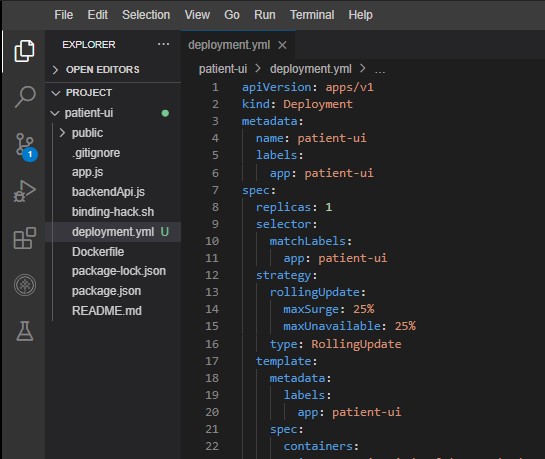 File Edit Selection View Go Run Terminal Help
EXPLORER ...
OPEN EDITORS
PROJECT
patient-ui
public
.gitignore
app.js
backendApi.js
binding-hack.sh
deployment.yml U
Dockerfile
package-lock.json
package.json
README.md
1
deployment.yml
patient-ui > deployment.yml > ...
1 apiVersion: apps/v1
2 kind: Deployment
3 metadata:
4 name: patient-ui
5 labels:
6 app: patient-ui
7 spec:
8 replicas: 1
9 selector:
10 matchLabels:
11 app: patient-ui
12 strategy:
13 rollingUpdate:
14 maxSurge: 25%
15 maxUnavailable: 25%
16 type: RollingUpdate
17 template:
18 metadata:
19 labels:
20 app: patient-ui
21 spec:
22 containers: